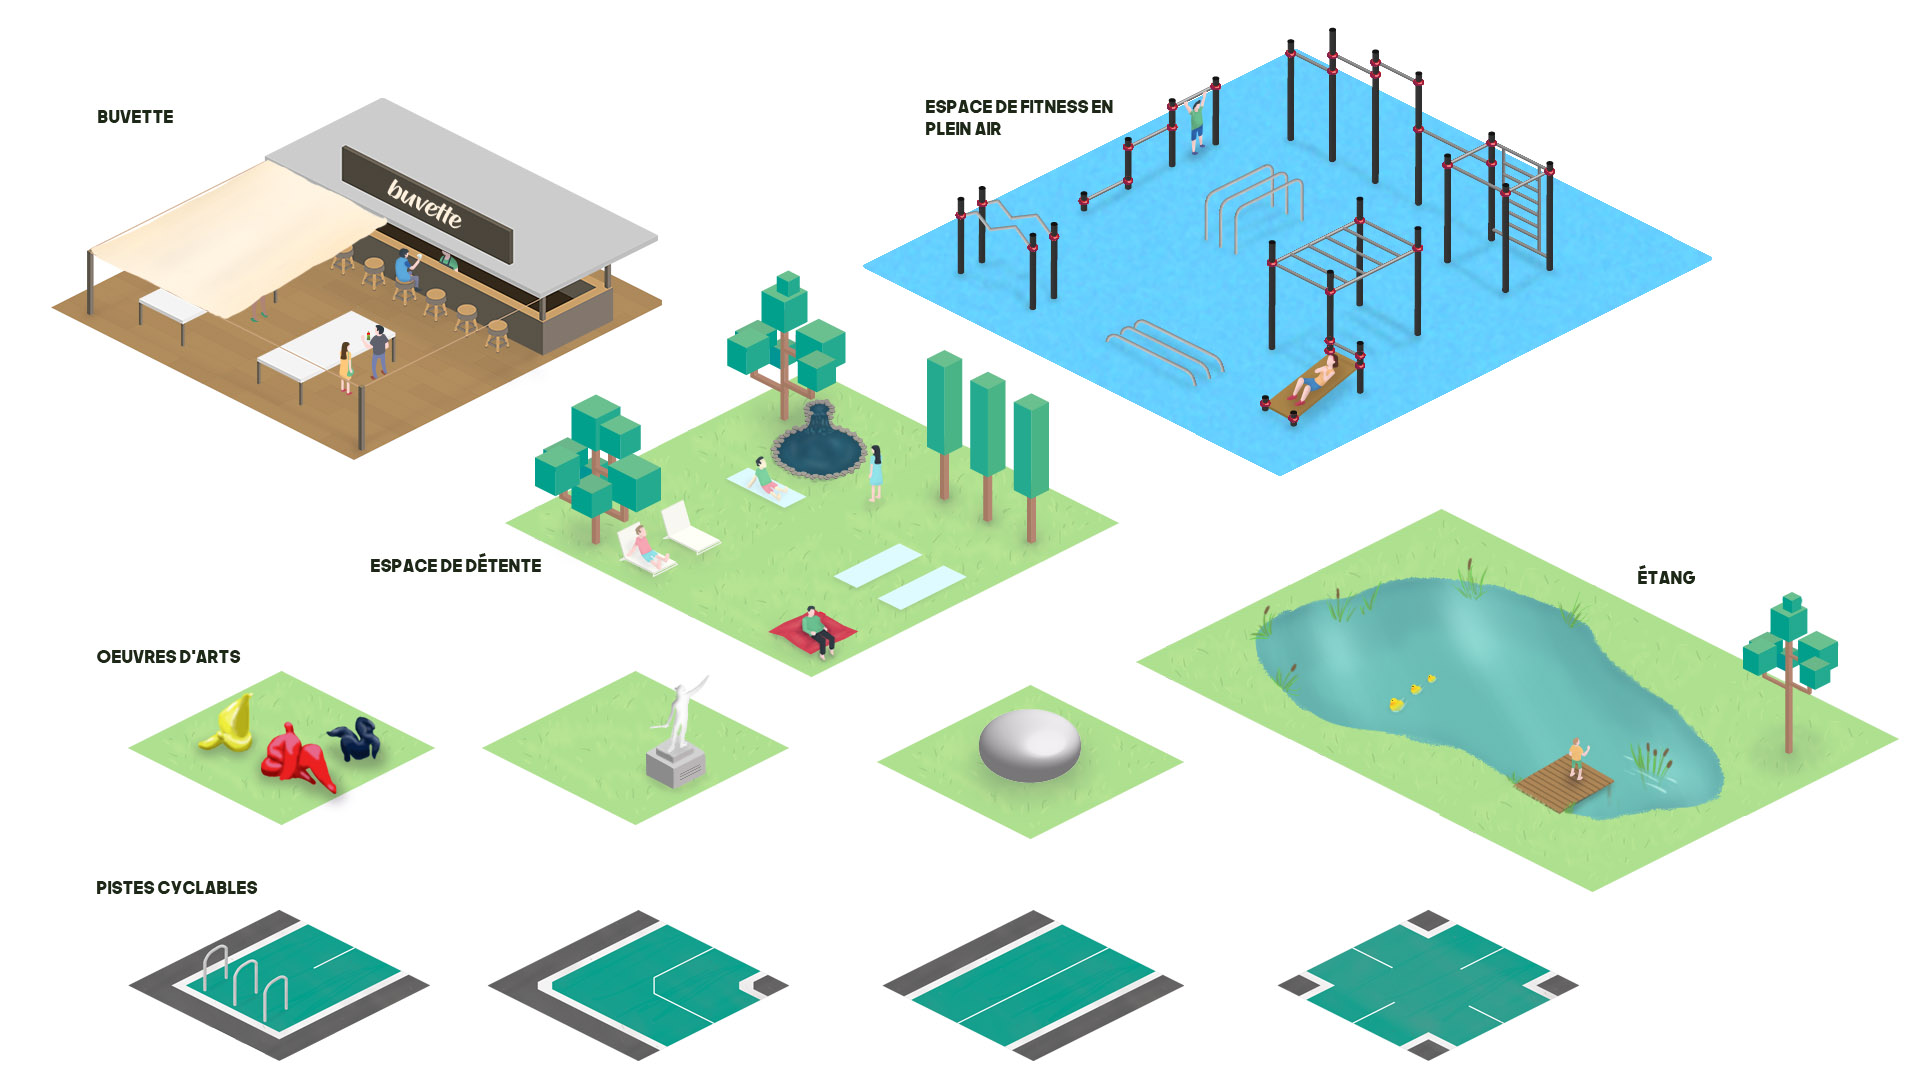 BUVETTE
buvette
ESPACE DE FITNESS EN
PLEIN AIR
ESPACE DE DÉTENTE
ÉTANG
OEUVRES D'ARTS
PISTES CYCLABLES